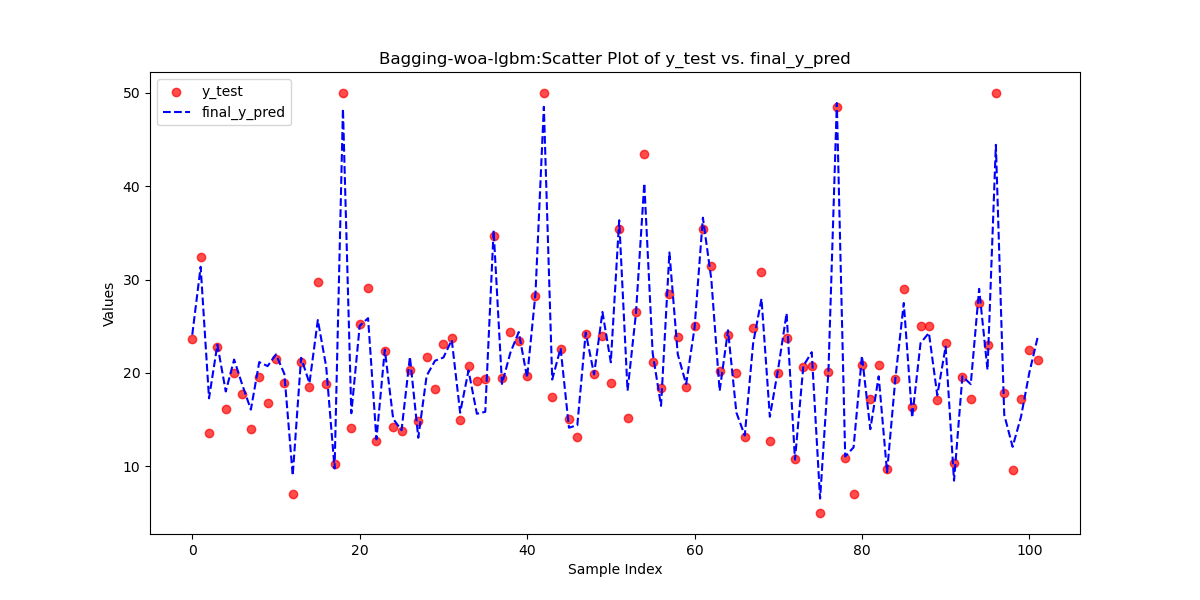 Bagging-woa-lgbm:Scatter Plot of y_test vs. final_y_pred
y_test
final_y_pred
50
40
30
20
10
Values
0 20 40 60 80 100
Sample Index